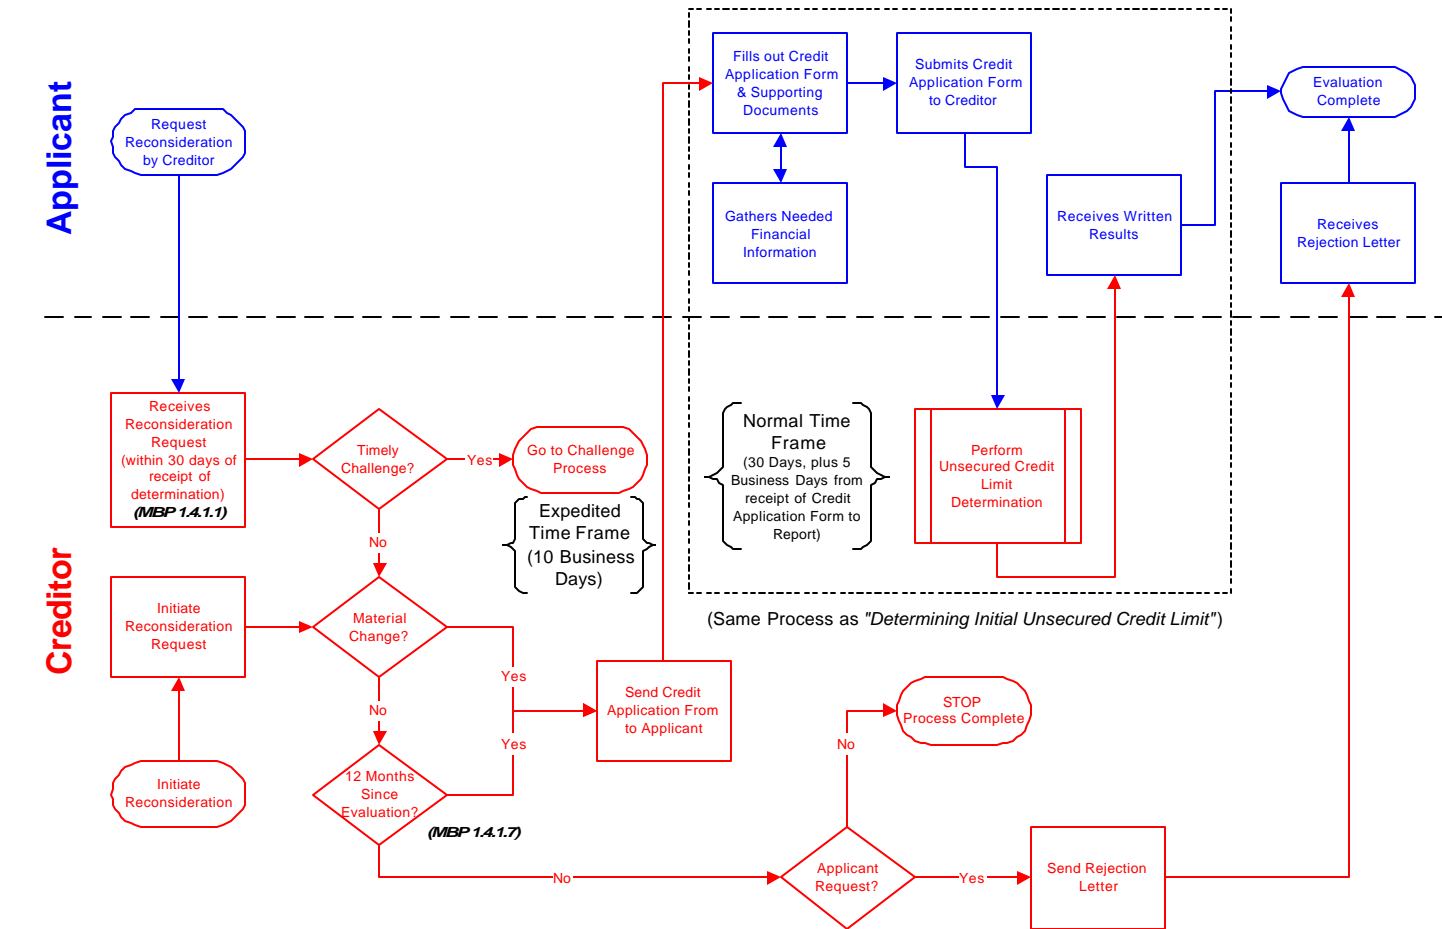 Applicant
Request
Reconsideration
by Creditor
Fills out Credit
Application Form
& Supporting
Documents
Submits Credit
Application Form
to Creditor
Evaluation
Complete
Gathers Needed
Financial
Information
Receives Written
Results
Receives
Rejection Letter
Creditor
Receives
Reconsideration
Request
(within 30 days of
receipt of
determination)
(MBP 1.4.1.1)
Timely
Challenge?
Yes
Go to Challenge
Process
No
Expedited
Time Frame
(10 Business
Days)
Normal Time
Frame
(30 Days, plus 5
Business Days from
receipt of Credit
Application Form to
Report)
Perform
Unsecured Credit
Limit
Determination
(Same Process as "Determining Initial Unsecured Credit Limit")
Initiate
Reconsideration
Request
Material
Change?
Yes
No
Send Credit
Application From
to Applicant
Yes
Initiate
Reconsideration
12 Months
Since
Evaluation?
(MBP 1.4.1.7)
No
STOP
Process Complete
No
Applicant
Request?
Yes
Send Rejection
Letter